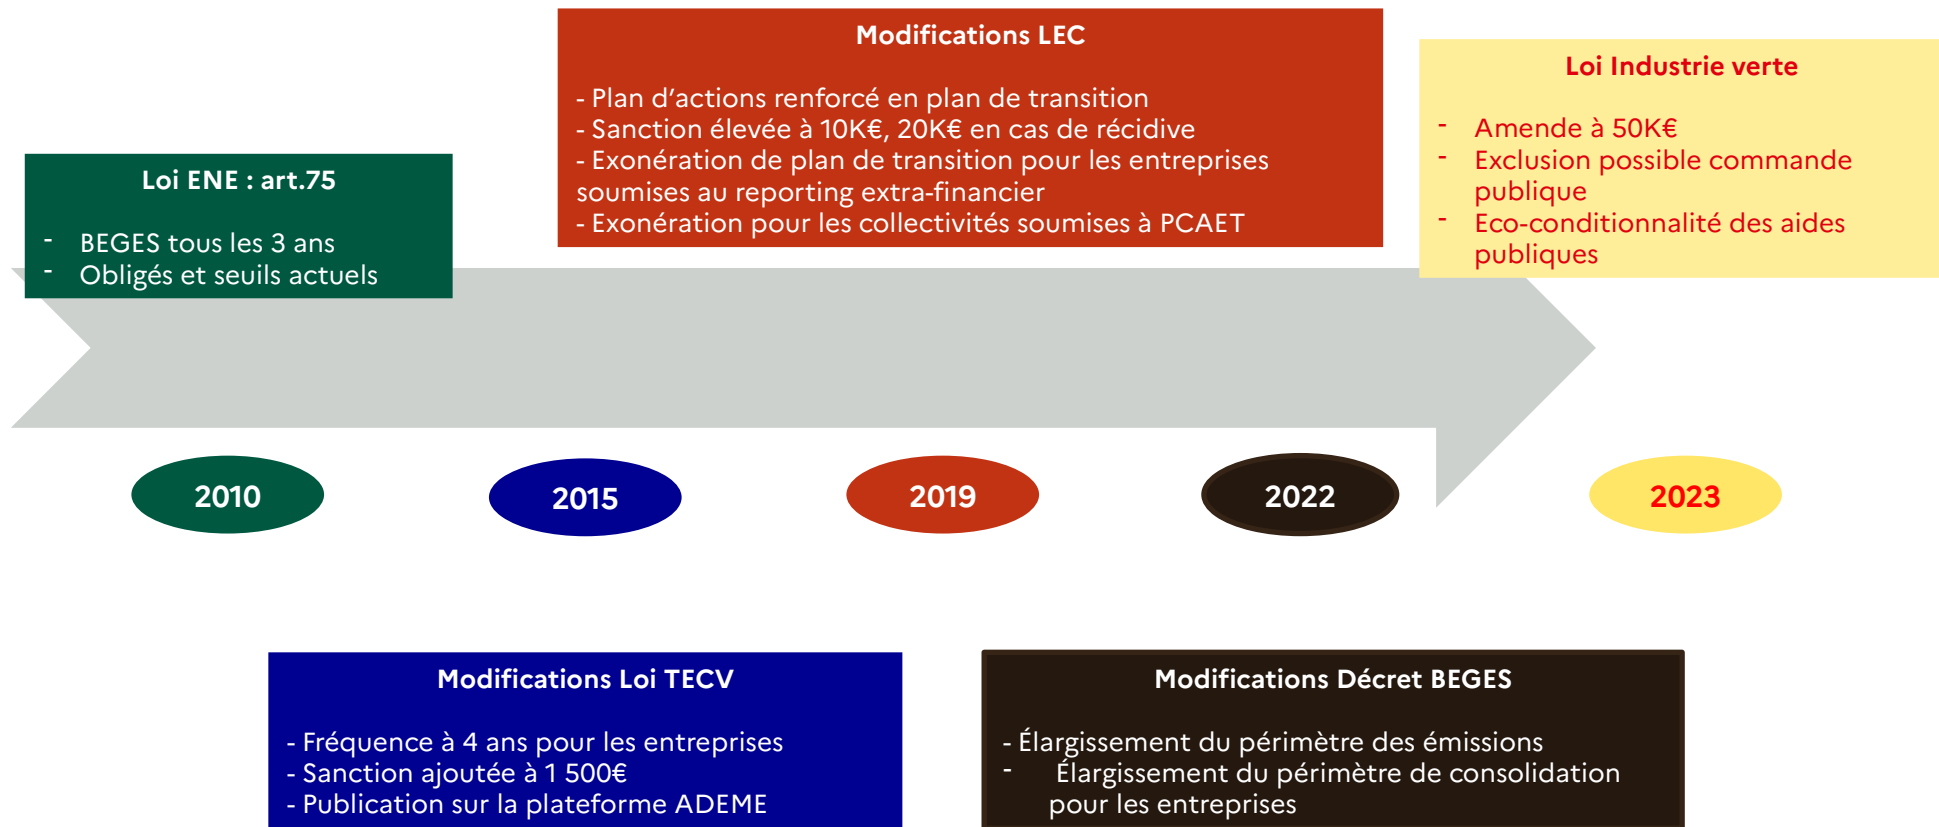 Modifications LEC
- Plan d'actions renforcé en plan de transition
- Sanction élevée à 10K€, 20K€ en cas de récidive
- Exonération de plan de transition pour les entreprises
soumises au reporting extra-financier
- Exonération pour les collectivités soumises à PCAET
Loi Industrie verte
- Amende à 50K€
- Exclusion possible commande
publique
- Eco-conditionnalité des aides
publiques
Loi ENE : art.75
- BEGES tous les 3 ans
- Obligés et seuils actuels
2010
2015
2019
2022
2023
Modifications Loi TECV
- Fréquence à 4 ans pour les entreprises
- Sanction ajoutée à 1 500€
- Publication sur la plateforme ADEME
Modifications Décret BEGES
- Élargissement du périmètre des émissions
- Élargissement du périmètre de consolidation
pour les entreprises